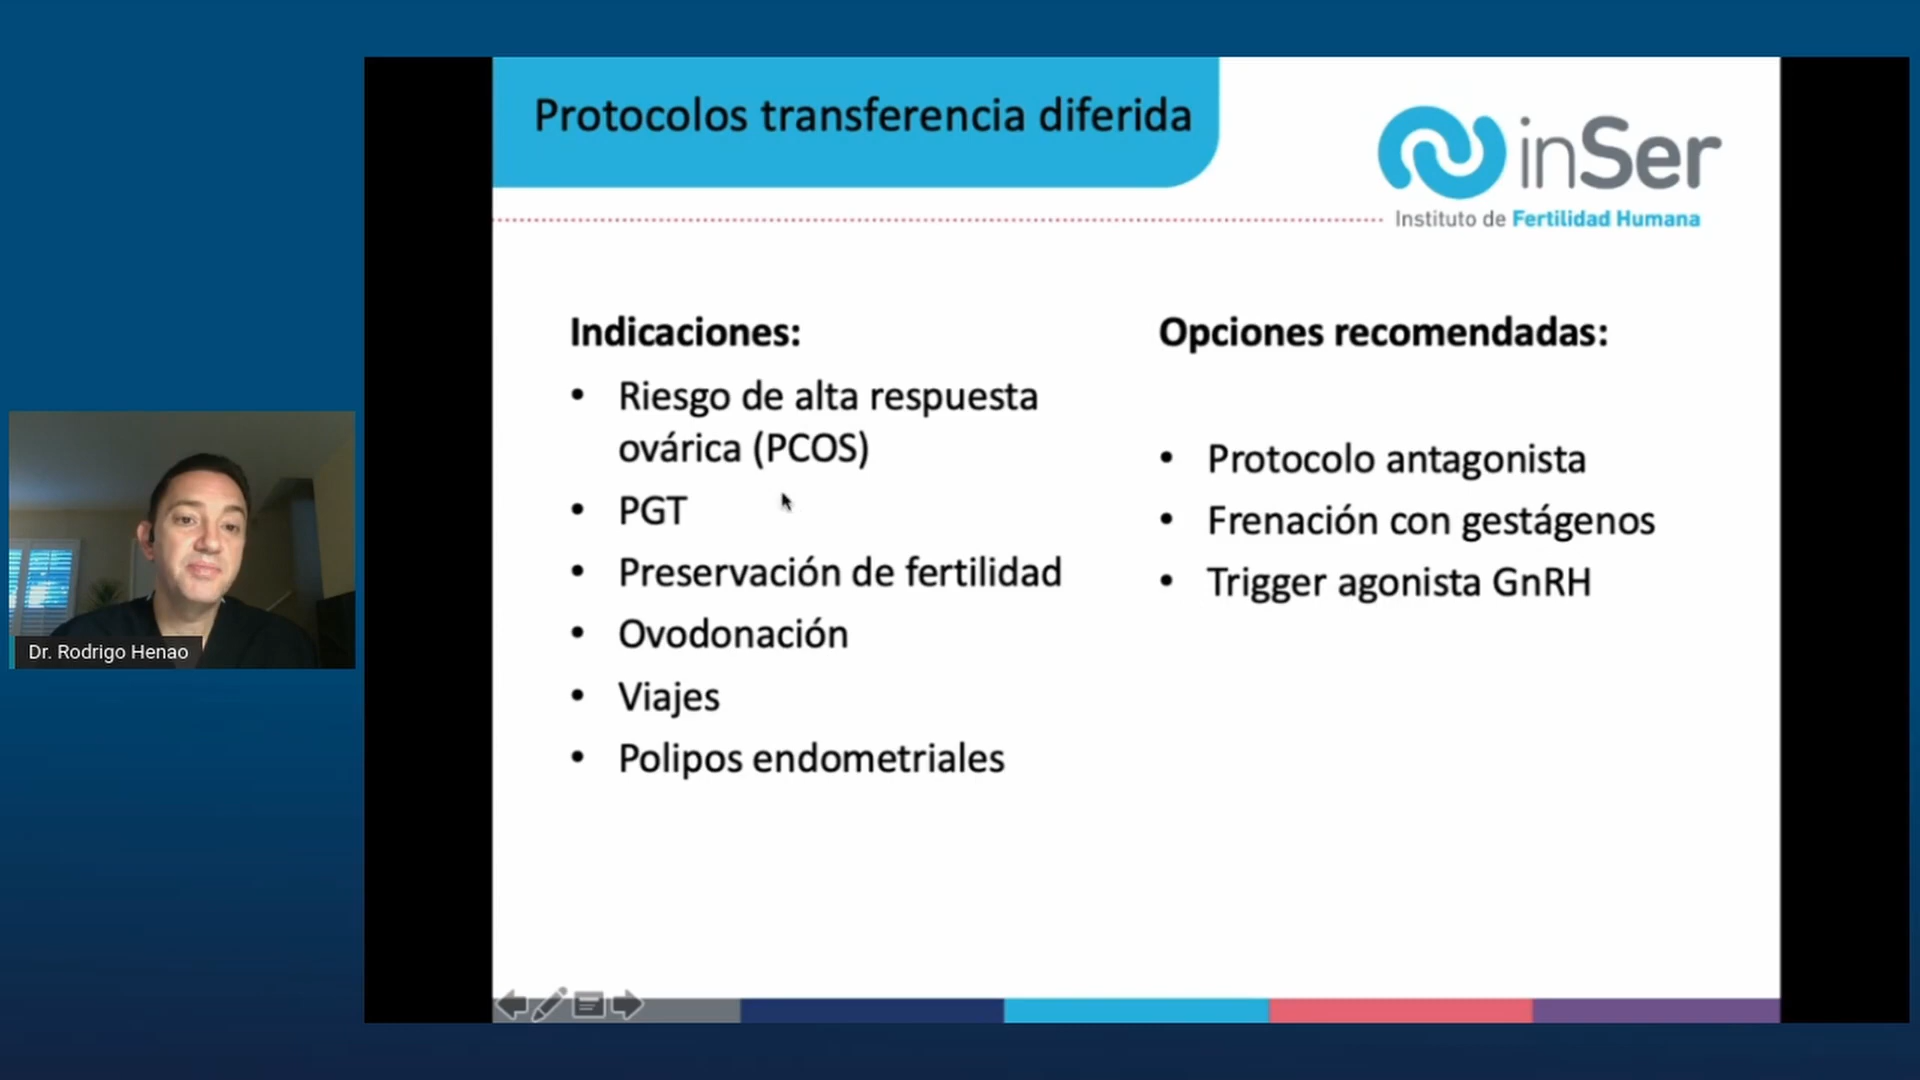 Protocolos transferencia diferida
inSer
Instituto de Fertilidad Humana
Indicaciones:
• Riesgo de alta respuesta
ovárica (PCOS)
• PGT
• Preservación de fertilidad
• Ovodonación
• Viajes
• Polipos endometriales
Opciones recomendadas:
• Protocolo antagonista
• Frenación con gestágenos
• Trigger agonista GnRH
Dr. Rodrigo Henao